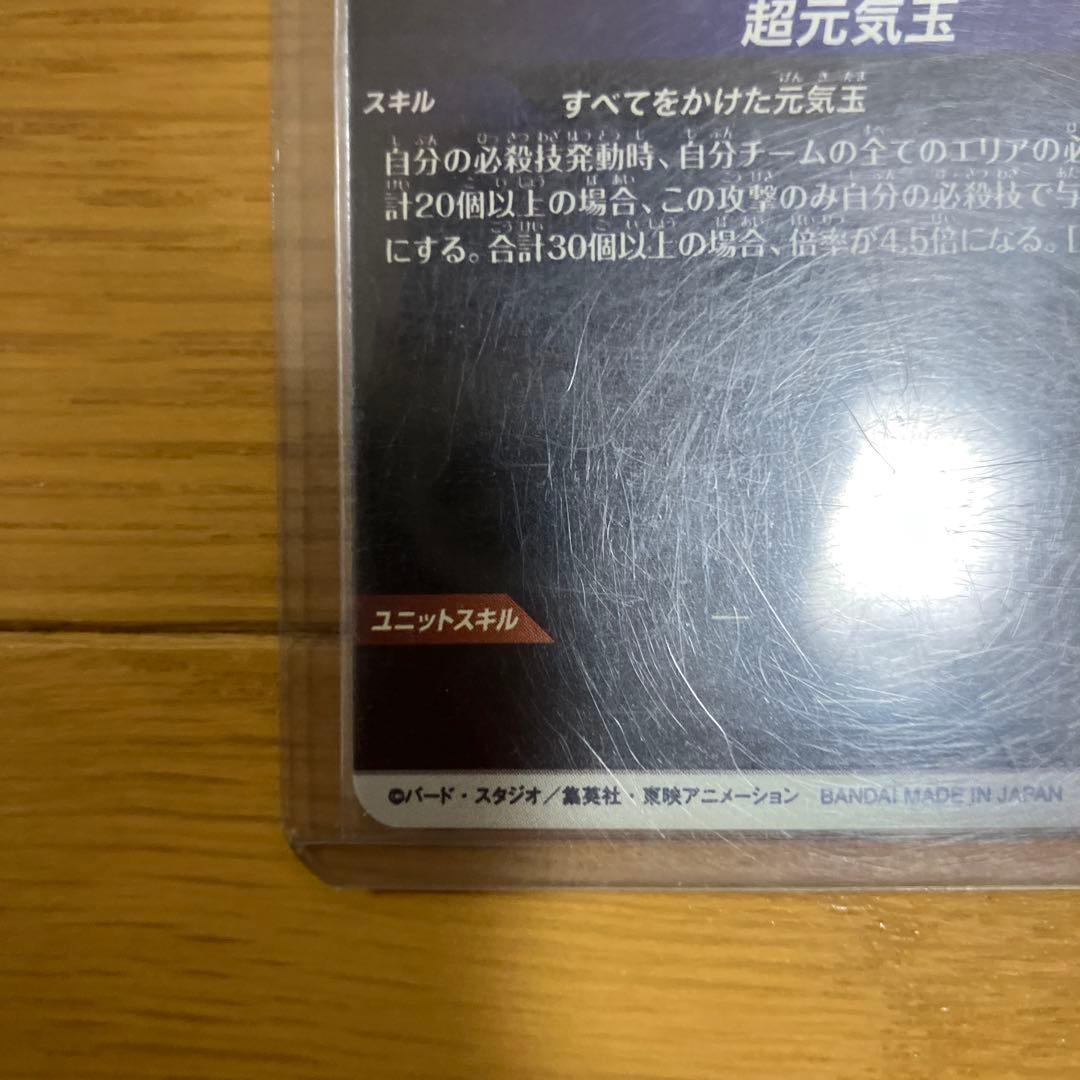 超元気玉
スキル すべてをかけた元気玉
自分の必殺技発動時、自分チームの全てのエリアの必
計20個以上の場合、この攻撃のみ自分の必殺技で与
にする。合計30個以上の場合、倍率が4.5倍になる。[
ユニットスキル —
©バード・スタジオ／集英社・東映アニメーション BANDAI MADE IN JAPAN